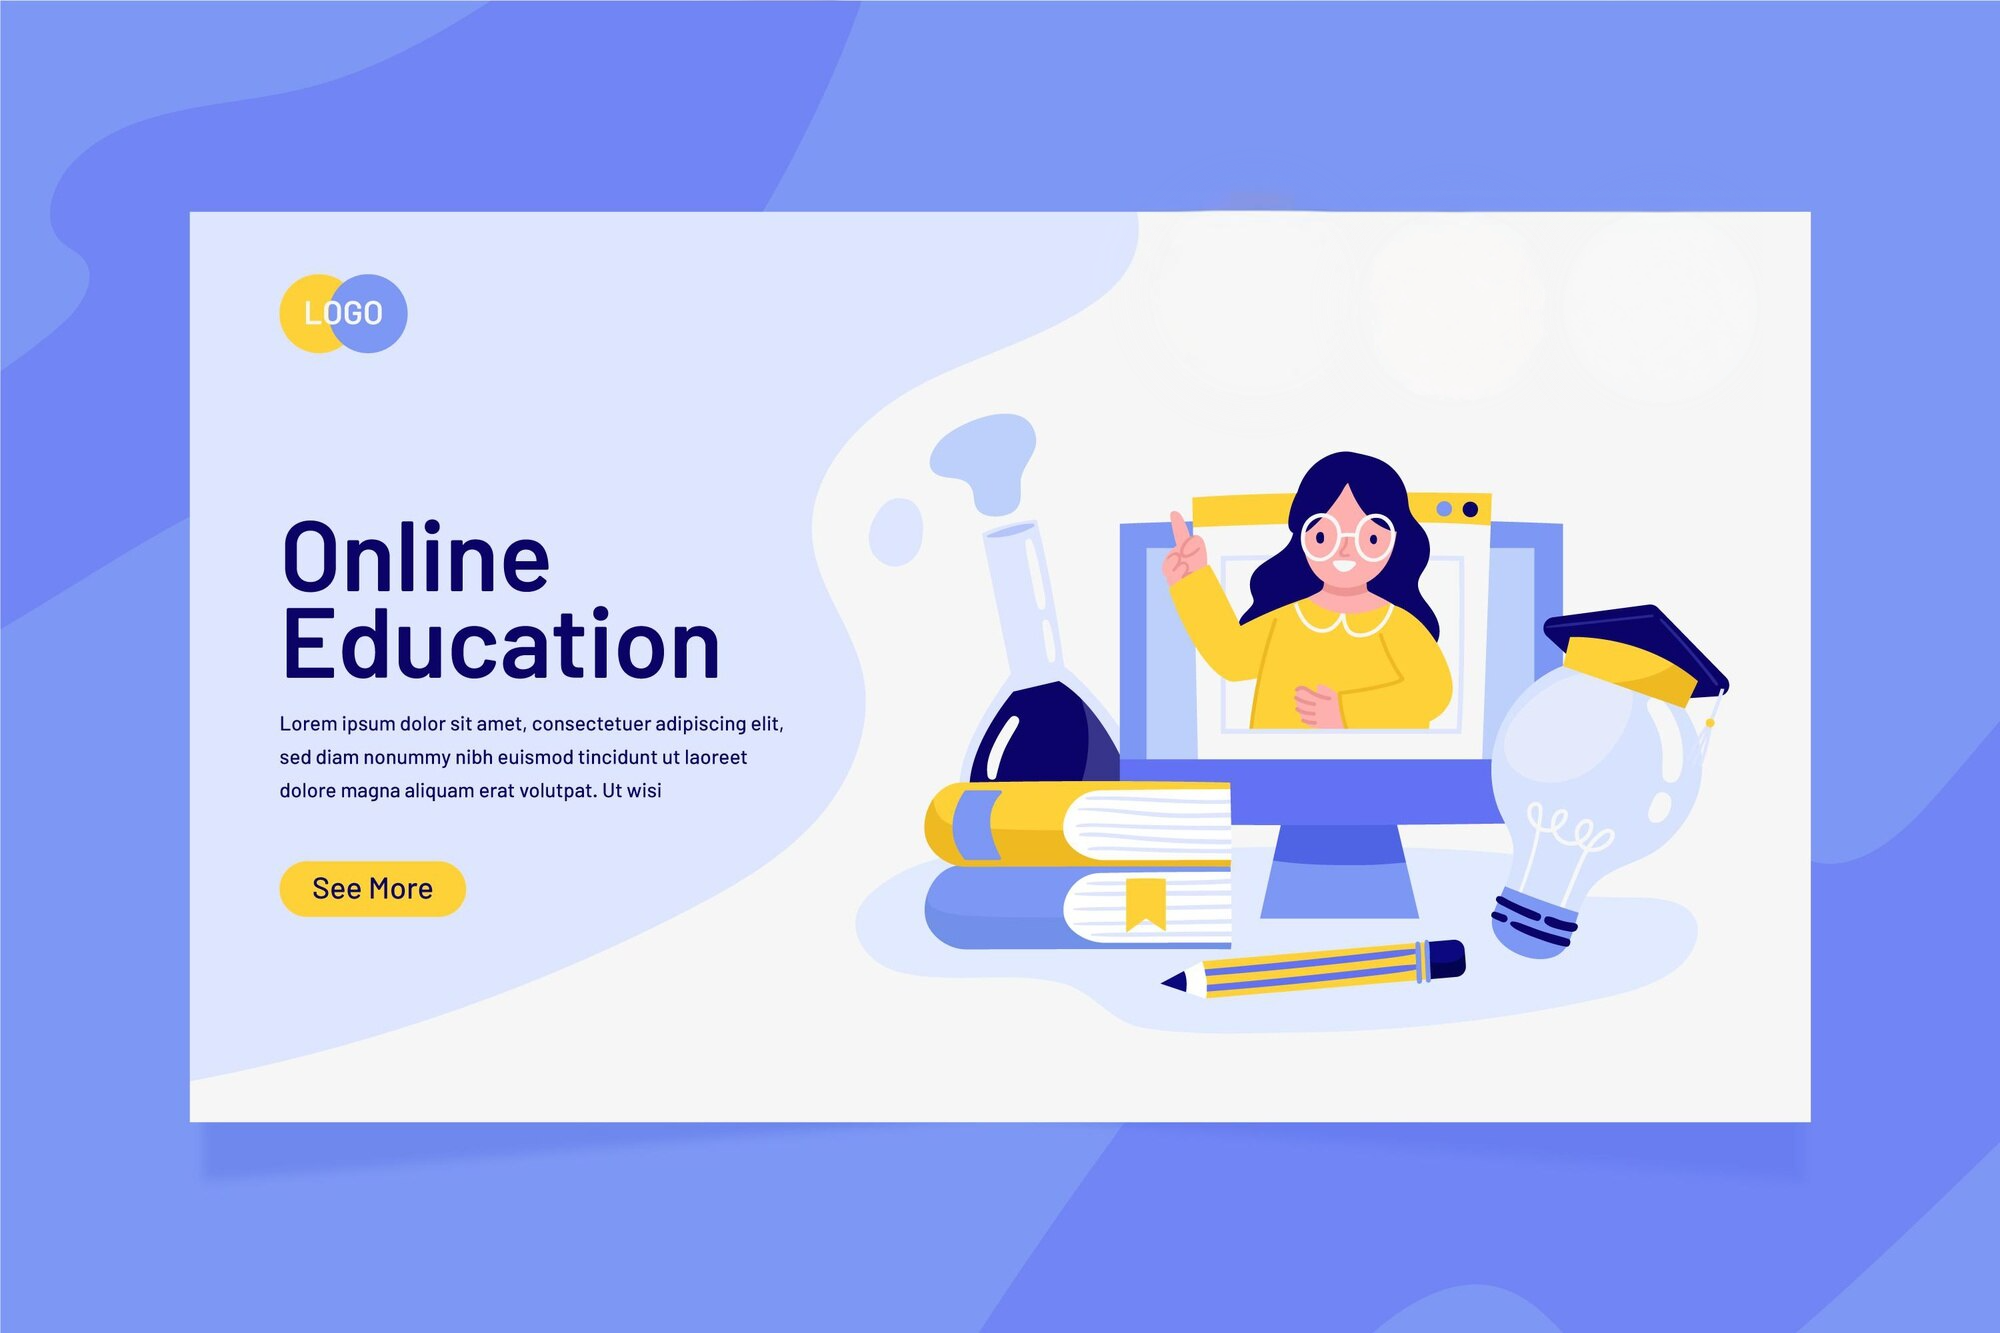 LOGO
Online
Education
Lorem ipsum dolor sit amet, consectetuer adipiscing elit,
sed diam nonummy nibh euismod tincidunt ut laoreet
dolore magna aliquam erat volutpat. Ut wisi
See More